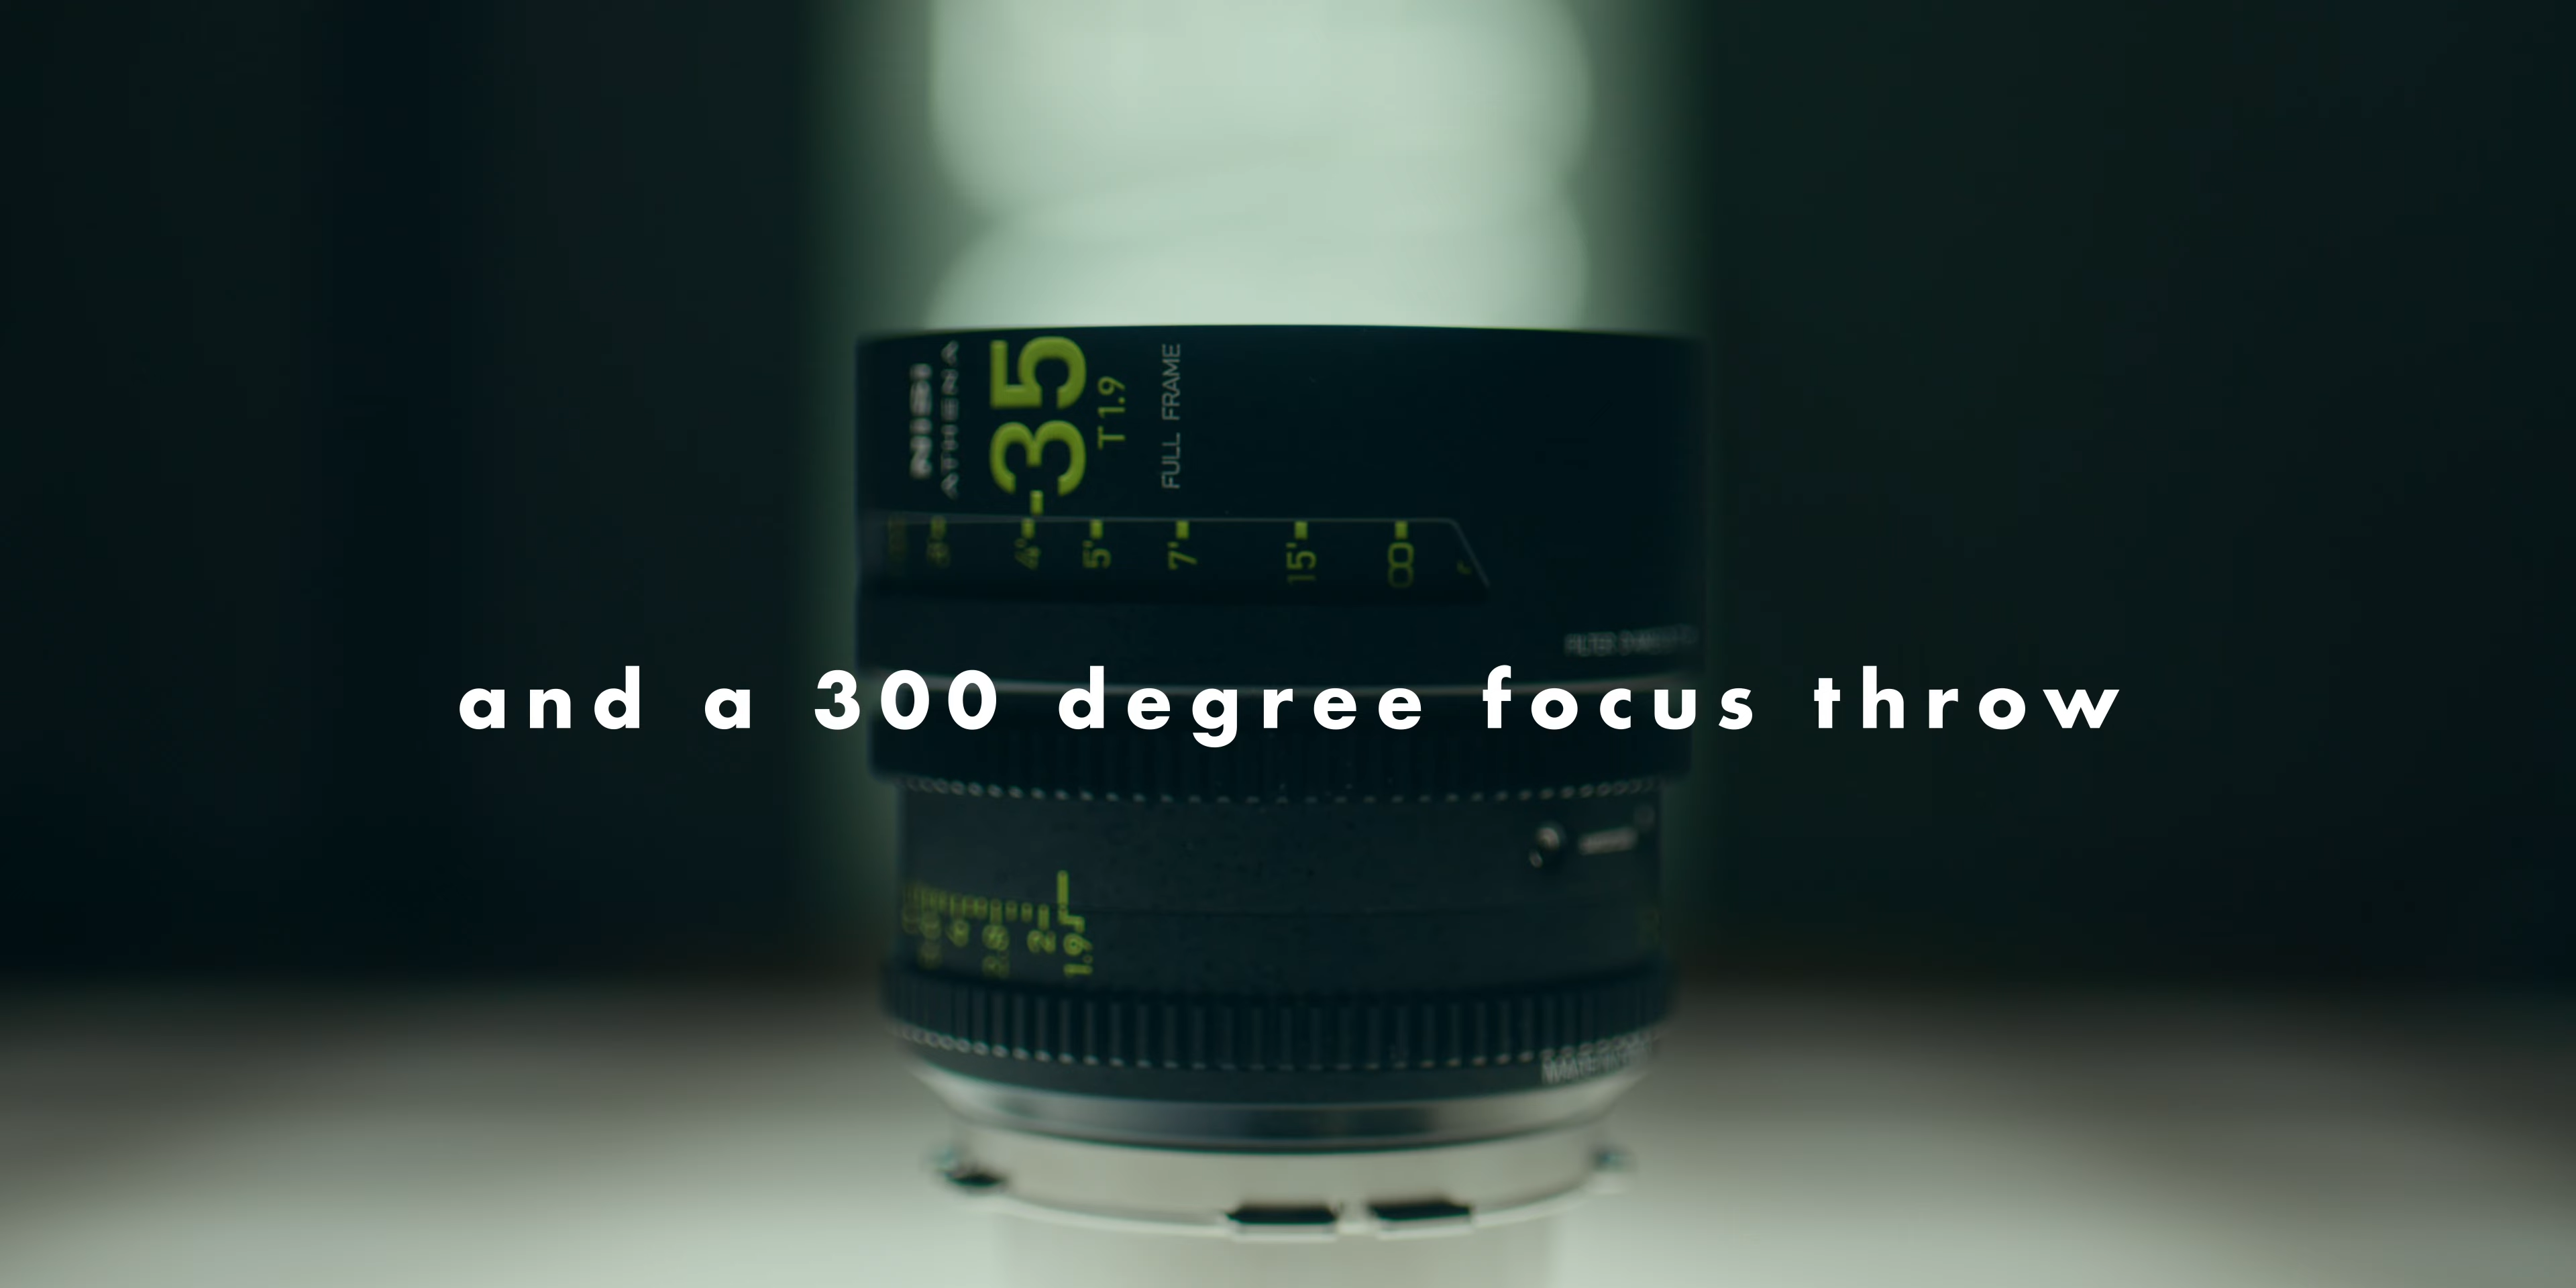 NiSi
ATHENA
35
T1.9
FULL FRAME
4' 5' 7' 15' ∞
and a 300 degree focus throw
4 2.8 2 1.9